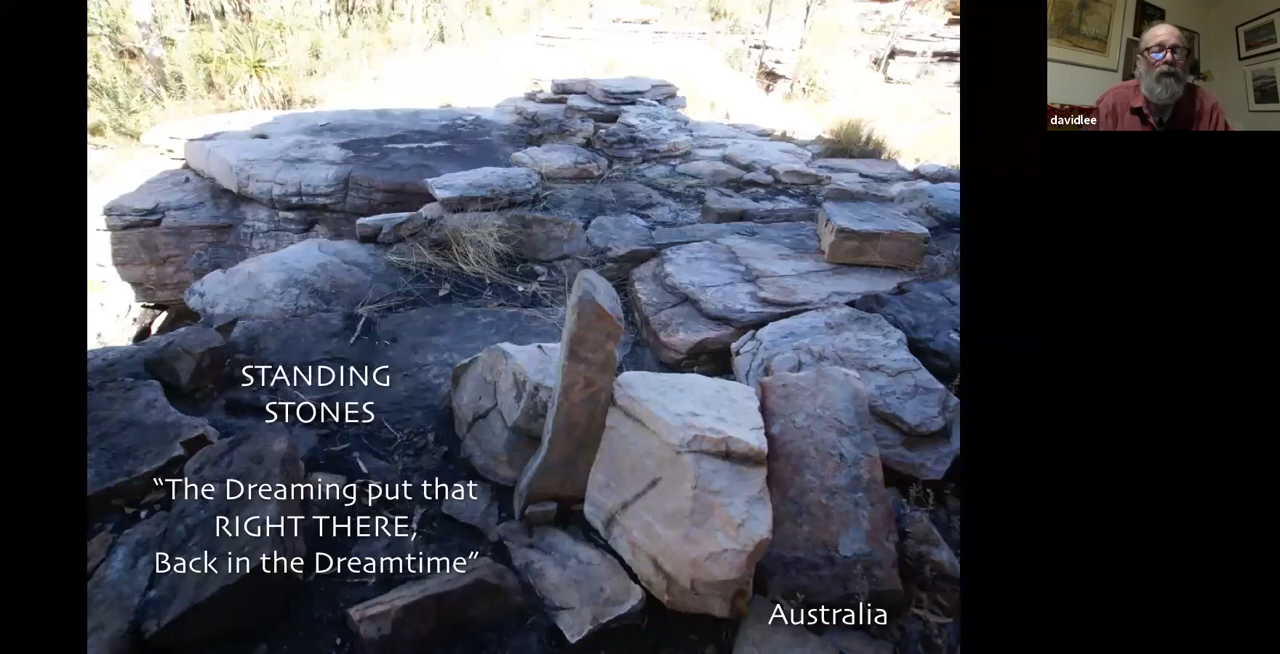 davidlee
STANDING
STONES
“The Dreaming put that
RIGHT THERE,
Back in the Dreamtime”
Australia